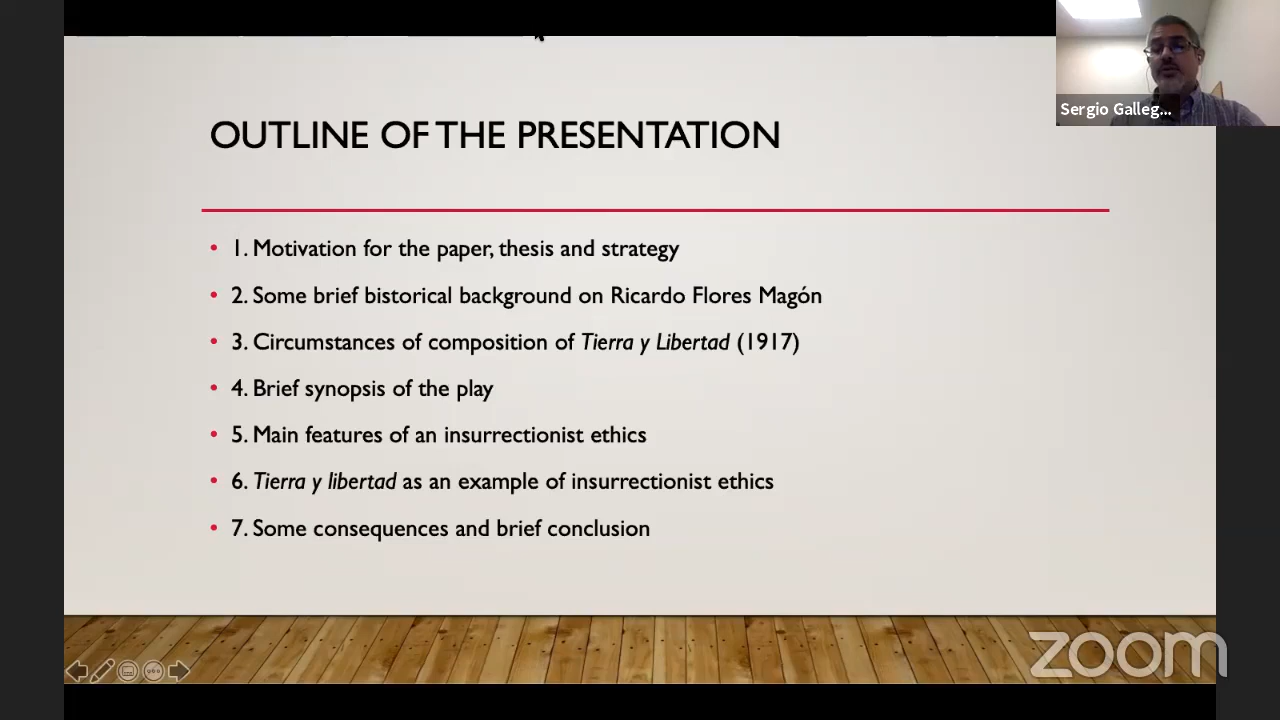 Sergio Galleg...
OUTLINE OF THE PRESENTATION
• 1. Motivation for the paper, thesis and strategy
• 2. Some brief bistorical background on Ricardo Flores Magón
• 3. Circumstances of composition of Tierra y Libertad (1917)
• 4. Brief synopsis of the play
• 5. Main features of an insurrectionist ethics
• 6. Tierra y libertad as an example of insurrectionist ethics
• 7. Some consequences and brief conclusion
zoom